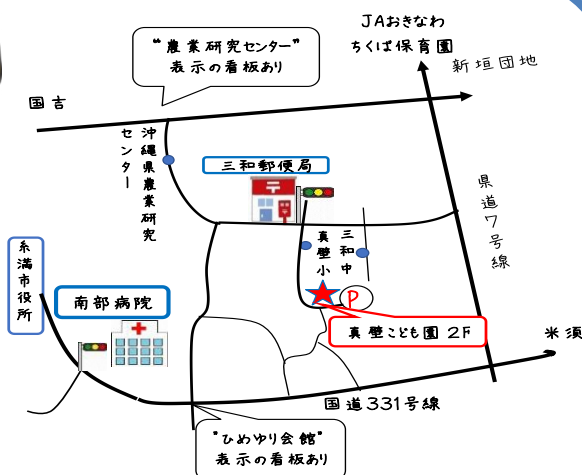 JAおきなわ
ちくば保育園
新垣団地
“農業研究センター”
表示の看板あり
国吉
沖縄県農業研究
センター
三和郵便局
〒
県道7号線
三和中
真壁小
糸満市役所
南部病院
P
真壁こども園 2F
米須
国道331号線
"ひめゆり会館"
表示の看板あり